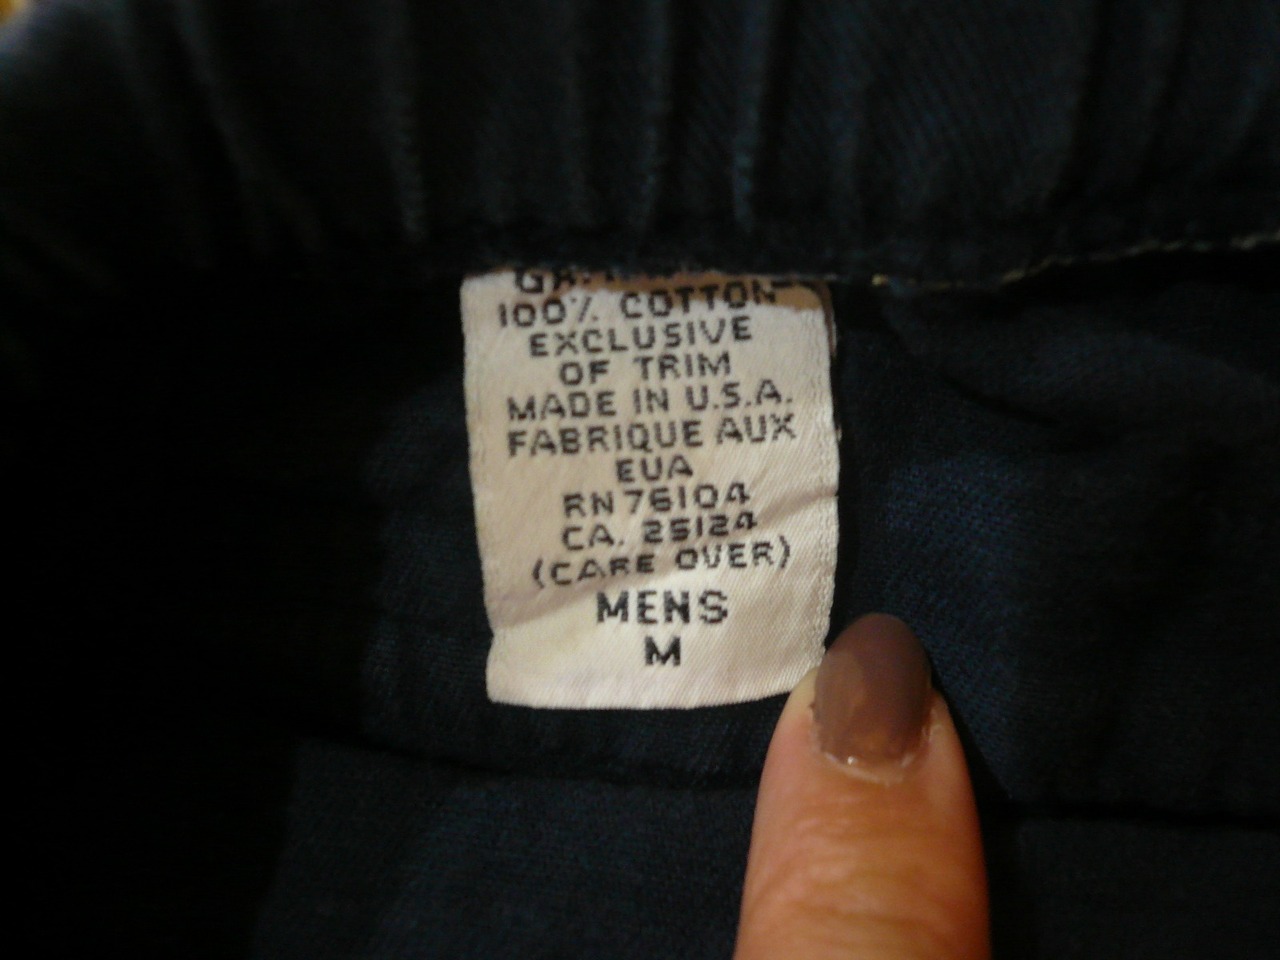 100% COTTON
EXCLUSIVE
OF TRIM
MADE IN U.S.A.
FABRIQUE AUX
EUA
RN 76104
CA. 25124
(CARE OVER)
MENS
M